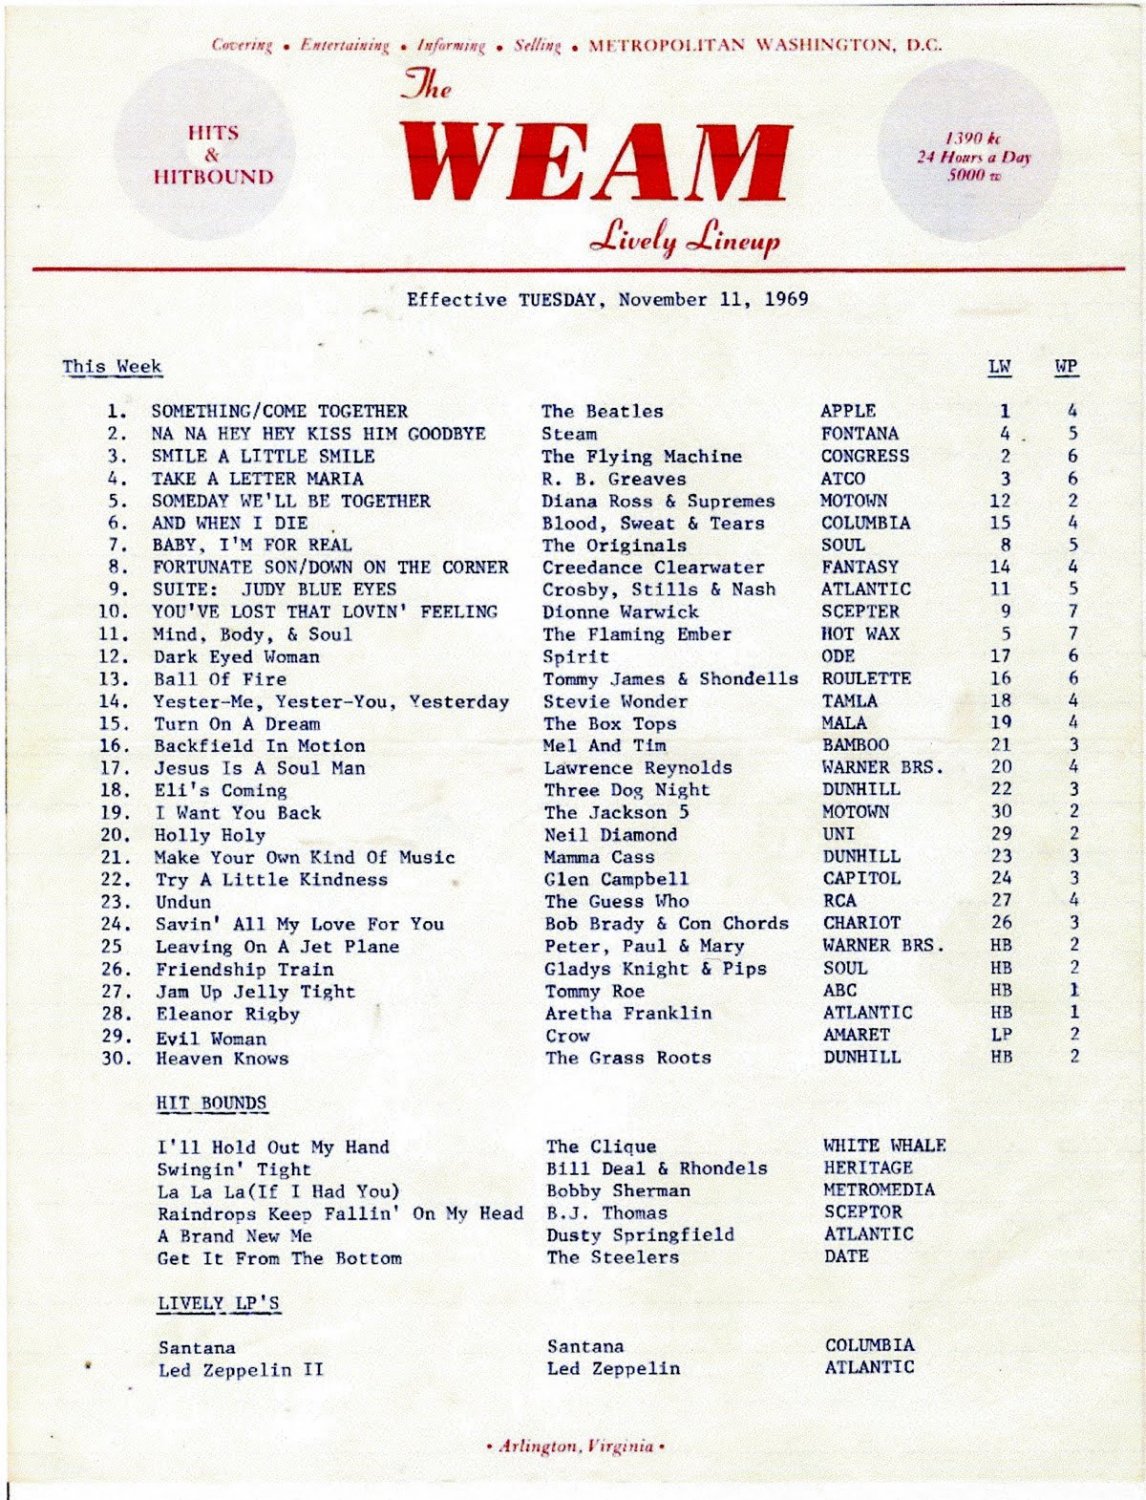 Covering • Entertaining • Informing • Selling • METROPOLITAN WASHINGTON, D.C.
The
HITS
&
HITBOUND
WEAM
1390 kc
24 Hours a Day
5000 w
Lively Lineup
Effective TUESDAY, November 11, 1969
This Week LW WP
1. SOMETHING/COME TOGETHER The Beatles APPLE 1 4
2. NA NA HEY HEY KISS HIM GOODBYE Steam FONTANA 4 5
3. SMILE A LITTLE SMILE The Flying Machine CONGRESS 2 6
4. TAKE A LETTER MARIA R. B. Greaves ATCO 3 6
5. SOMEDAY WE'LL BE TOGETHER Diana Ross & Supremes MOTOWN 12 2
6. AND WHEN I DIE Blood, Sweat & Tears COLUMBIA 15 4
7. BABY, I'M FOR REAL The Originals SOUL 8 5
8. FORTUNATE SON/DOWN ON THE CORNER Creedance Clearwater FANTASY 14 4
9. SUITE: JUDY BLUE EYES Crosby, Stills & Nash ATLANTIC 11 5
10. YOU'VE LOST THAT LOVIN' FEELING Dionne Warwick SCEPTER 9 7
11. Mind, Body, & Soul The Flaming Ember HOT WAX 5 7
12. Dark Eyed Woman Spirit ODE 17 6
13. Ball Of Fire Tommy James & Shondells ROULETTE 16 6
14. Yester-Me, Yester-You, Yesterday Stevie Wonder TAMLA 18 4
15. Turn On A Dream The Box Tops MALA 19 4
16. Backfield In Motion Mel And Tim BAMBOO 21 3
17. Jesus Is A Soul Man Lawrence Reynolds WARNER BRS. 20 4
18. Eli's Coming Three Dog Night DUNHILL 22 3
19. I Want You Back The Jackson 5 MOTOWN 30 2
20. Holly Holy Neil Diamond UNI 29 2
21. Make Your Own Kind Of Music Mamma Cass DUNHILL 23 3
22. Try A Little Kindness Glen Campbell CAPITOL 24 3
23. Undun The Guess Who RCA 27 4
24. Savin' All My Love For You Bob Brady & Con Chords CHARIOT 26 3
25 Leaving On A Jet Plane Peter, Paul & Mary WARNER BRS. HB 2
26. Friendship Train Gladys Knight & Pips SOUL HB 2
27. Jam Up Jelly Tight Tommy Roe ABC HB 1
28. Eleanor Rigby Aretha Franklin ATLANTIC HB 1
29. Evil Woman Crow AMARET LP 2
30. Heaven Knows The Grass Roots DUNHILL HB 2
HIT BOUNDS
I'll Hold Out My Hand The Clique WHITE WHALE
Swingin' Tight Bill Deal & Rhondels HERITAGE
La La La(If I Had You) Bobby Sherman METROMEDIA
Raindrops Keep Fallin' On My Head B.J. Thomas SCEPTOR
A Brand New Me Dusty Springfield ATLANTIC
Get It From The Bottom The Steelers DATE
LIVELY LP'S
Santana Santana COLUMBIA
Led Zeppelin II Led Zeppelin ATLANTIC
• Arlington, Virginia •